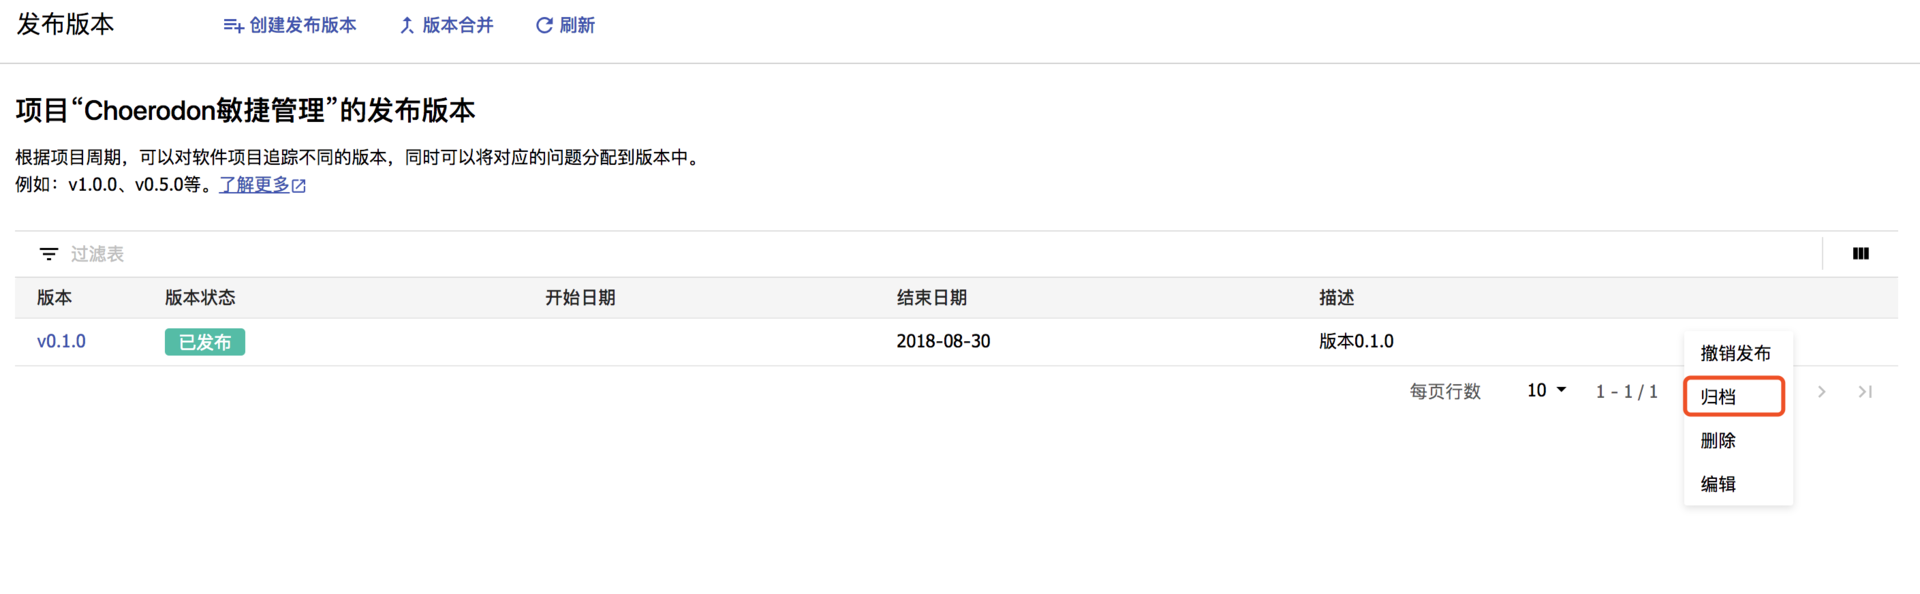 发布版本
创建发布版本
版本合并
刷新
项目“Choerodon敏捷管理”的发布版本
根据项目周期，可以对软件项目追踪不同的版本，同时可以将对应的问题分配到版本中。
例如：v1.0.0、v0.5.0等。了解更多
过滤表
版本 版本状态 开始日期 结束日期 描述
v0.1.0 已发布 2018-08-30 版本0.1.0
撤销发布
每页行数 10 1 - 1 / 1
归档
删除
编辑